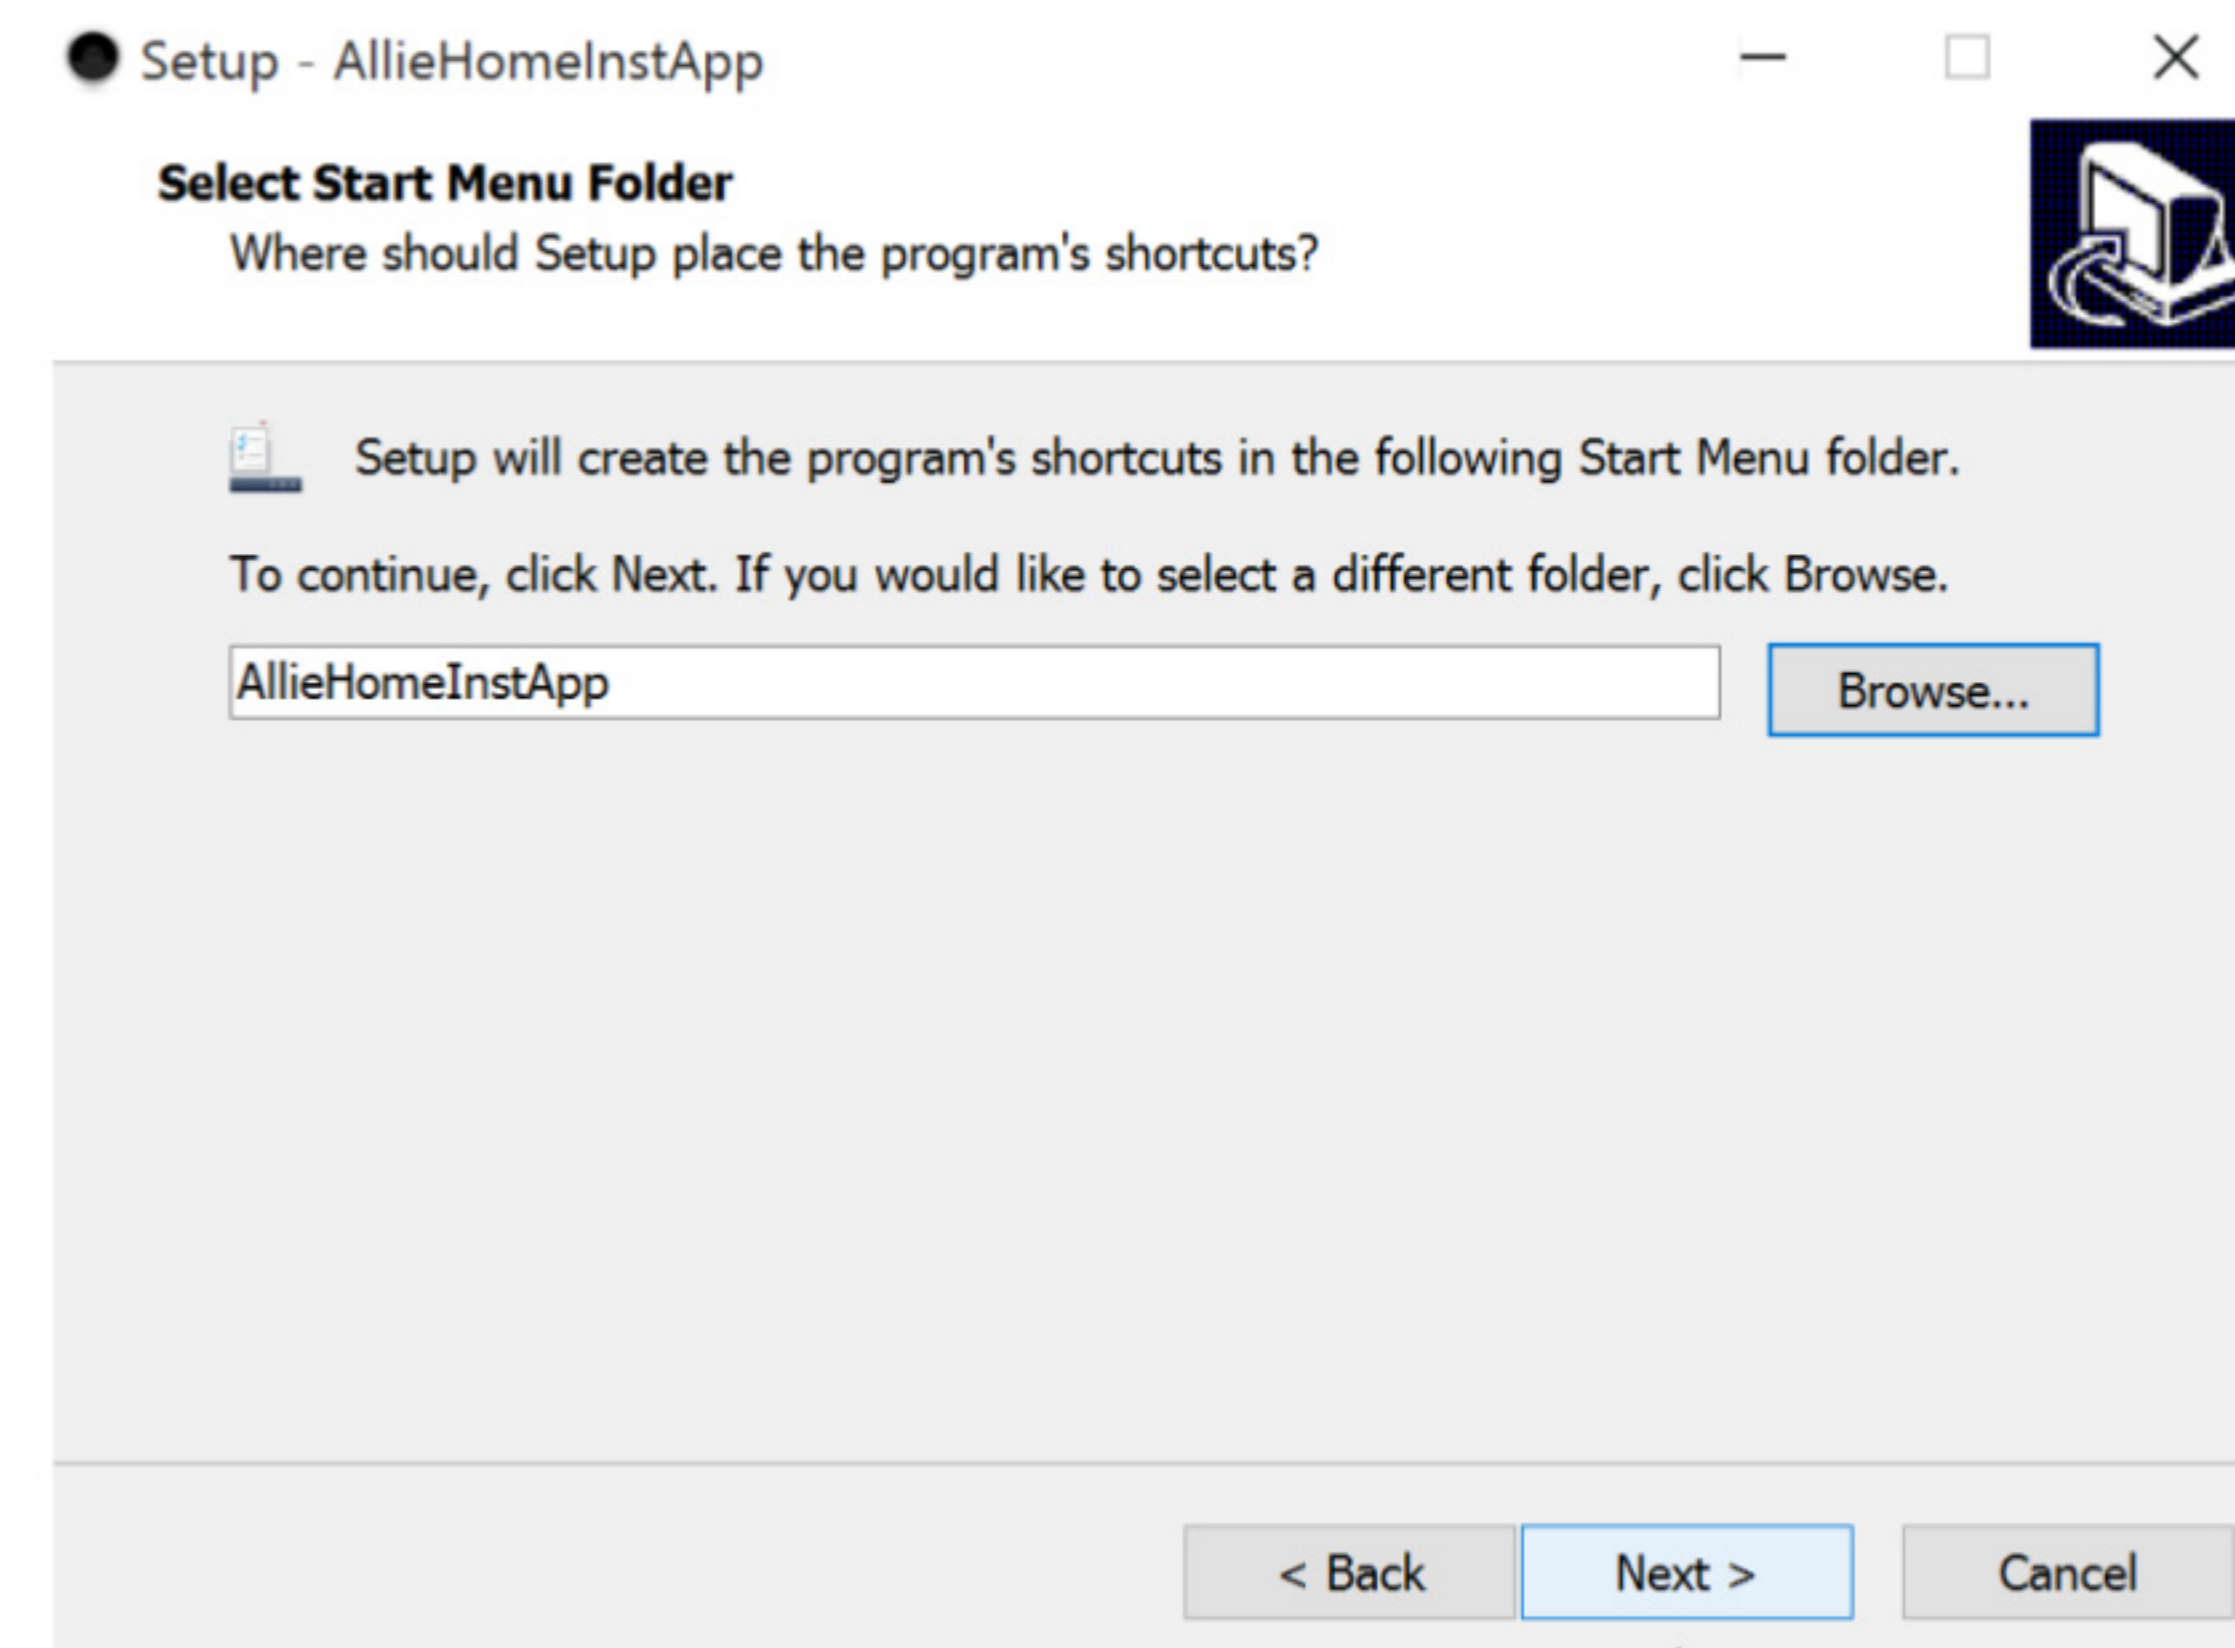 Setup - AllieHomeInstApp
Select Start Menu Folder
Where should Setup place the program's shortcuts?
Setup will create the program's shortcuts in the following Start Menu folder.
To continue, click Next. If you would like to select a different folder, click Browse.
AllieHomeInstApp
Browse...
< Back
Next >
Cancel